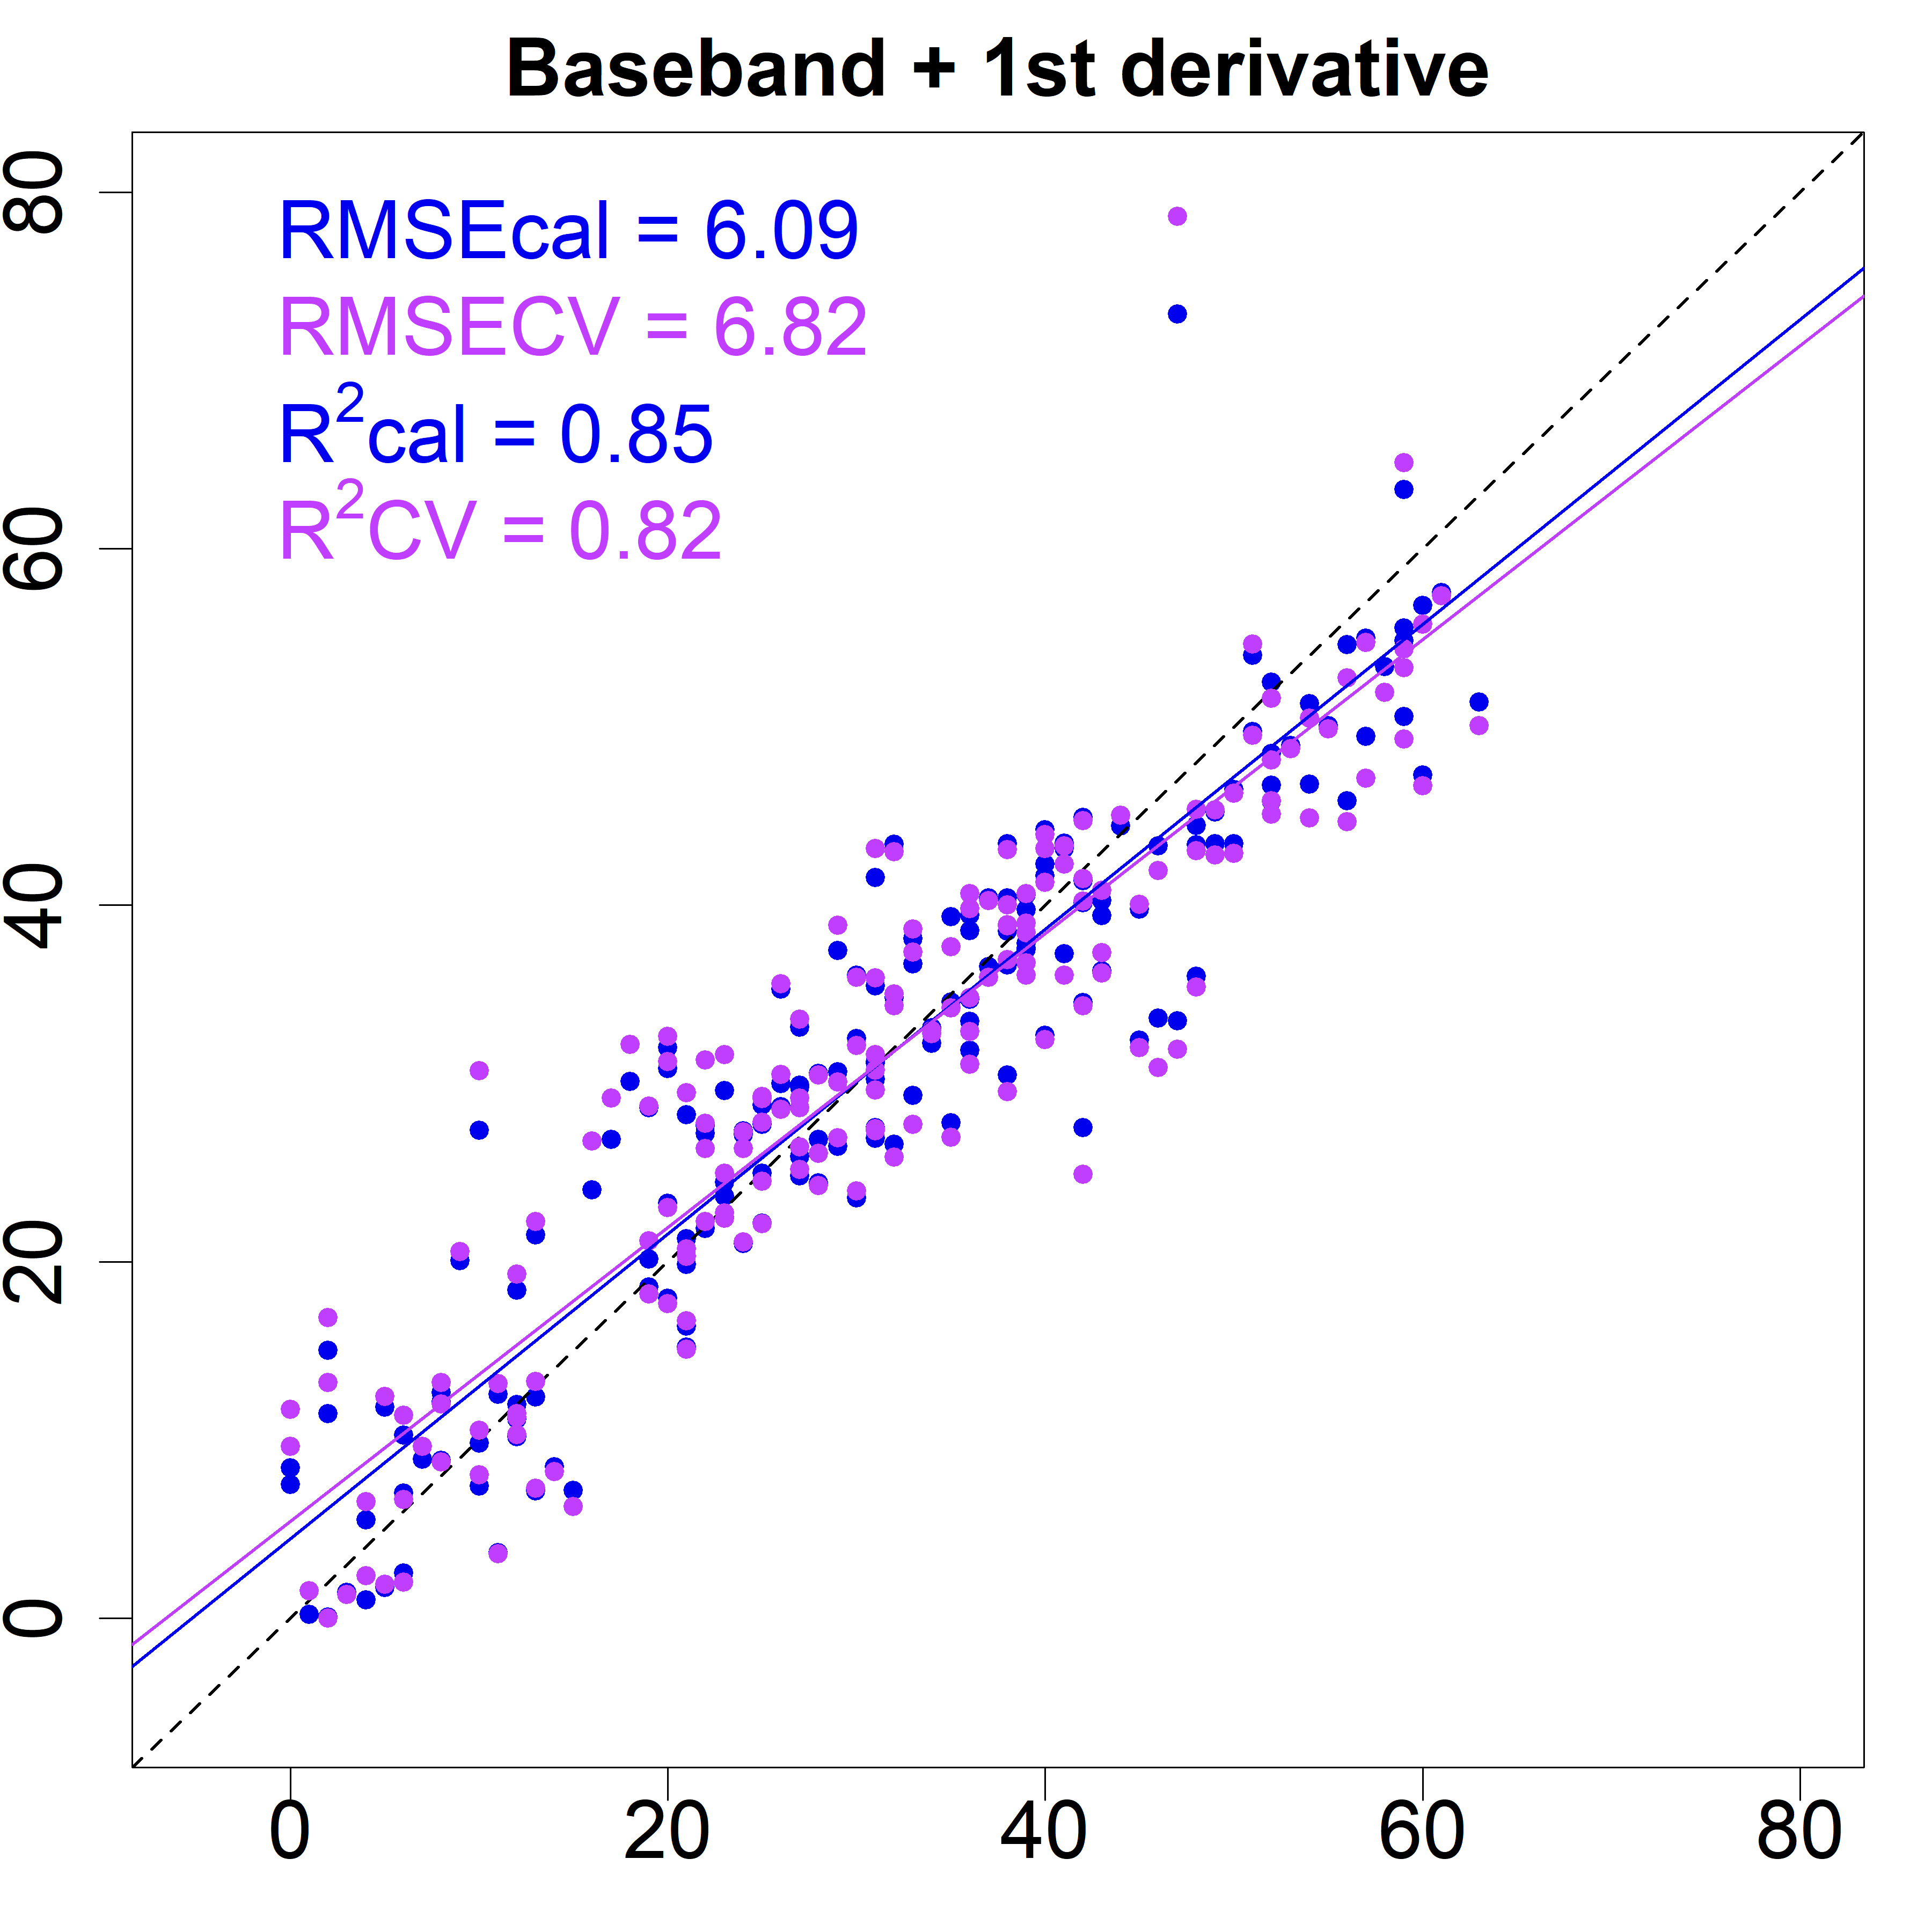 Baseband + 1st derivative
RMSEcal = 6.09
RMSECV = 6.82
R²cal = 0.85
R²CV = 0.82
80
60
40
20
0
0 20 40 60 80